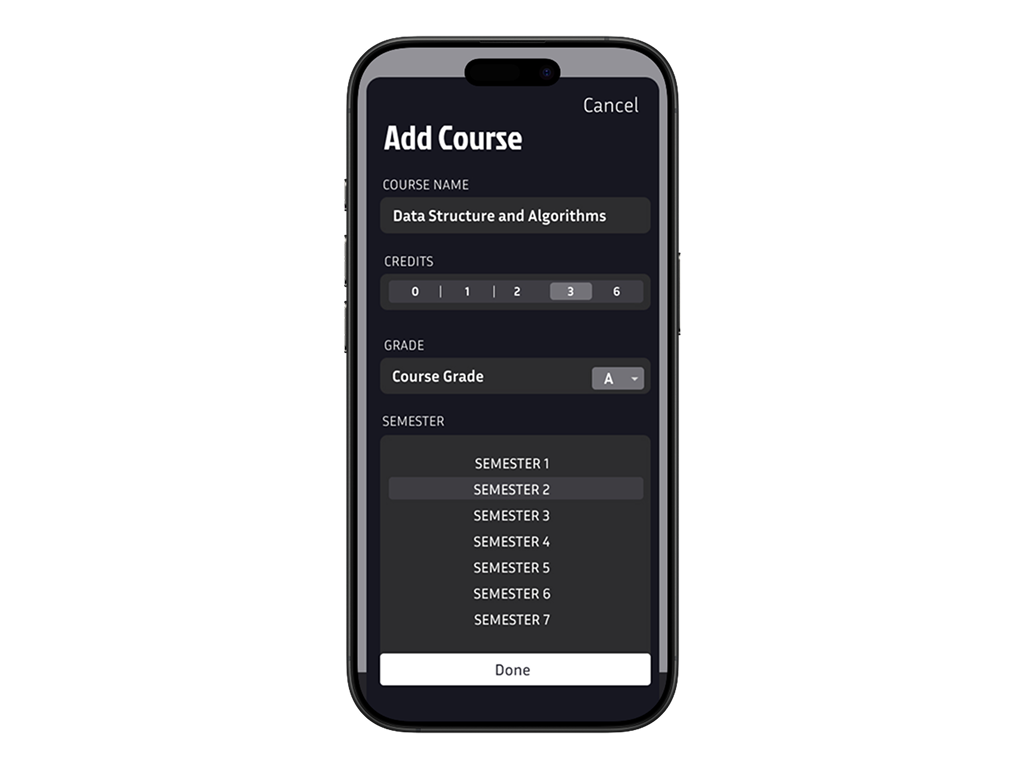 Cancel
Add Course
COURSE NAME
Data Structure and Algorithms
CREDITS
0 | 1 | 2 3 6
GRADE
Course Grade A
SEMESTER
SEMESTER 1
SEMESTER 2
SEMESTER 3
SEMESTER 4
SEMESTER 5
SEMESTER 6
SEMESTER 7
Done